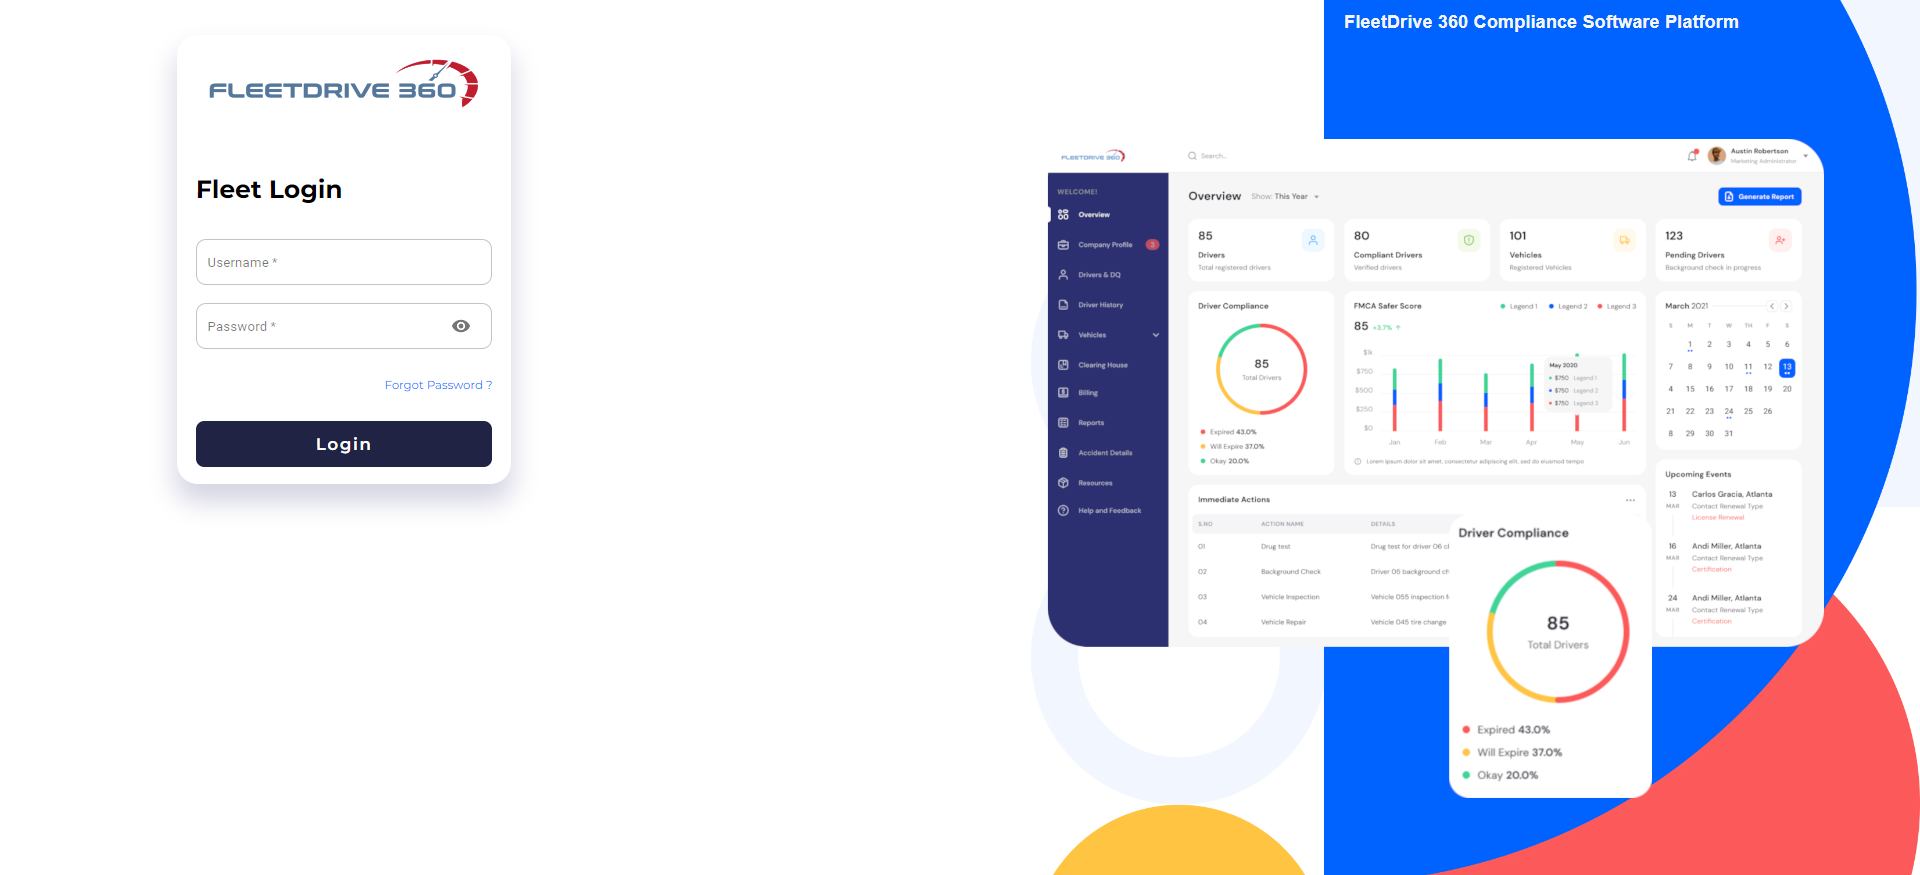 FLEETDRIVE 360
Fleet Login
Username *
Password *
Forgot Password ?
Login
FleetDrive 360 Compliance Software Platform
FLEETDRIVE 360
Search..
Austin Robertson
Marketing Administrator
WELCOME!
Overview
Company Profile 3
Drivers & DQ
Driver History
Vehicles
Clearing House
Billing
Reports
Accident Details
Resources
Help and Feedback
Overview Show: This Year
Generate Report
85
Drivers
Total registered drivers
80
Compliant Drivers
Verified drivers
101
Vehicles
Registered Vehicles
123
Pending Drivers
Background check in progress
Driver Compliance
85
Total Drivers
Expired 43.0%
Will Expire 37.0%
Okay 20.0%
FMCA Safer Score
Legend 1 Legend 2 Legend 3
85 +3.7%
$1k
$750
$500
$250
$0
Jan Feb Mar Apr May Jun
May 2020
$750 Legend 1
$750 Legend 2
$750 Legend 3
Lorem ipsum dolor sit amet, consectetur adipiscing elit, sed do eiusmod tempo
March 2021
S M T W TH F S
1 2 3 4 5 6
7 8 9 10 11 12 13
4 15 16 17 18 19 20
21 22 23 24 25 26
8 29 30 31
Immediate Actions
S.NO ACTION NAME DETAILS
01 Drug test Drug test for driver 06 cl
02 Background Check Driver 05 background ch
03 Vehicle Inspection Vehicle 055 inspection f
04 Vehicle Repair Vehicle 045 tire change
Upcoming Events
13 MAR Carlos Gracia, Atlanta
Contact Renewal Type
License Renewal
16 MAR Andi Miller, Atlanta
Contact Renewal Type
Certification
24 MAR Andi Miller, Atlanta
Contact Renewal Type
Certification
Driver Compliance
85
Total Drivers
Expired 43.0%
Will Expire 37.0%
Okay 20.0%